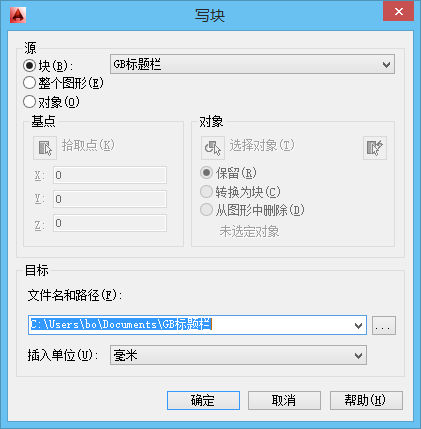 写块
源
块(B): GB标题栏
整个图形(E)
对象(O)
基点
拾取点(K)
X: 0
Y: 0
Z: 0
对象
选择对象(T)
保留(R)
转换为块(C)
从图形中删除(D)
未选定对象
目标
文件名和路径(F):
C:\Users\bo\Documents\GB标题栏
...
插入单位(U): 毫米
确定 取消 帮助(H)